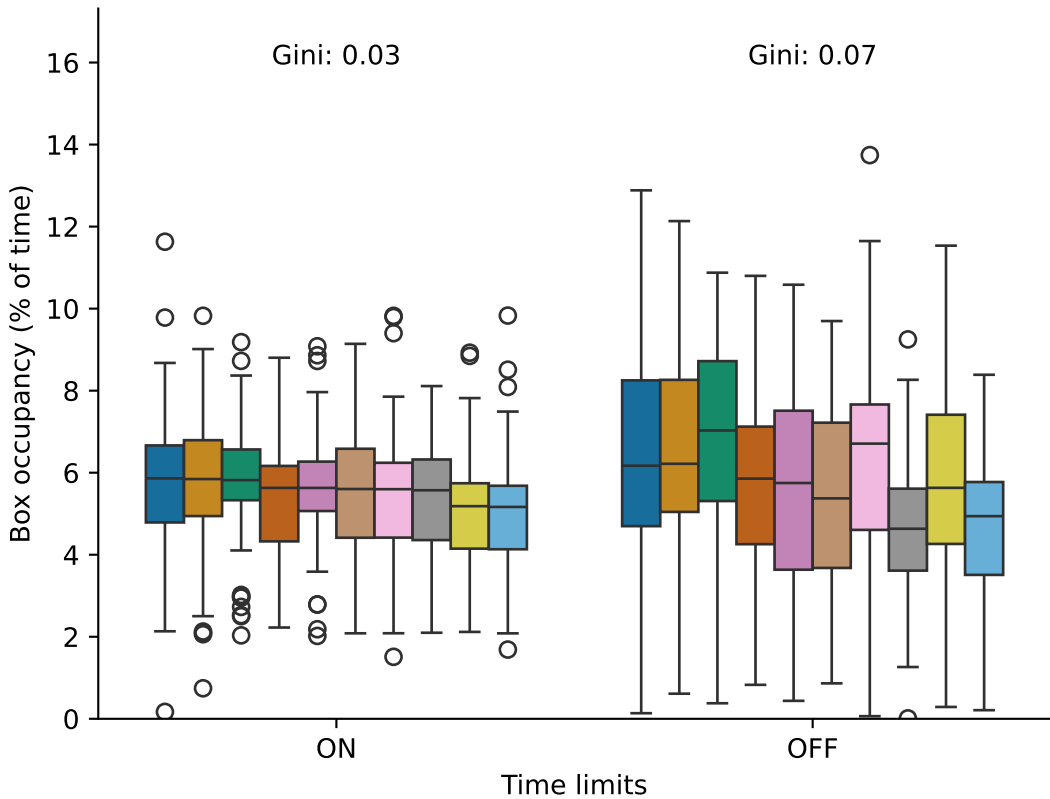 Gini: 0.03
Gini: 0.07
16
14
12
10
8
6
4
2
0
Box occupancy (% of time)
ON
OFF
Time limits